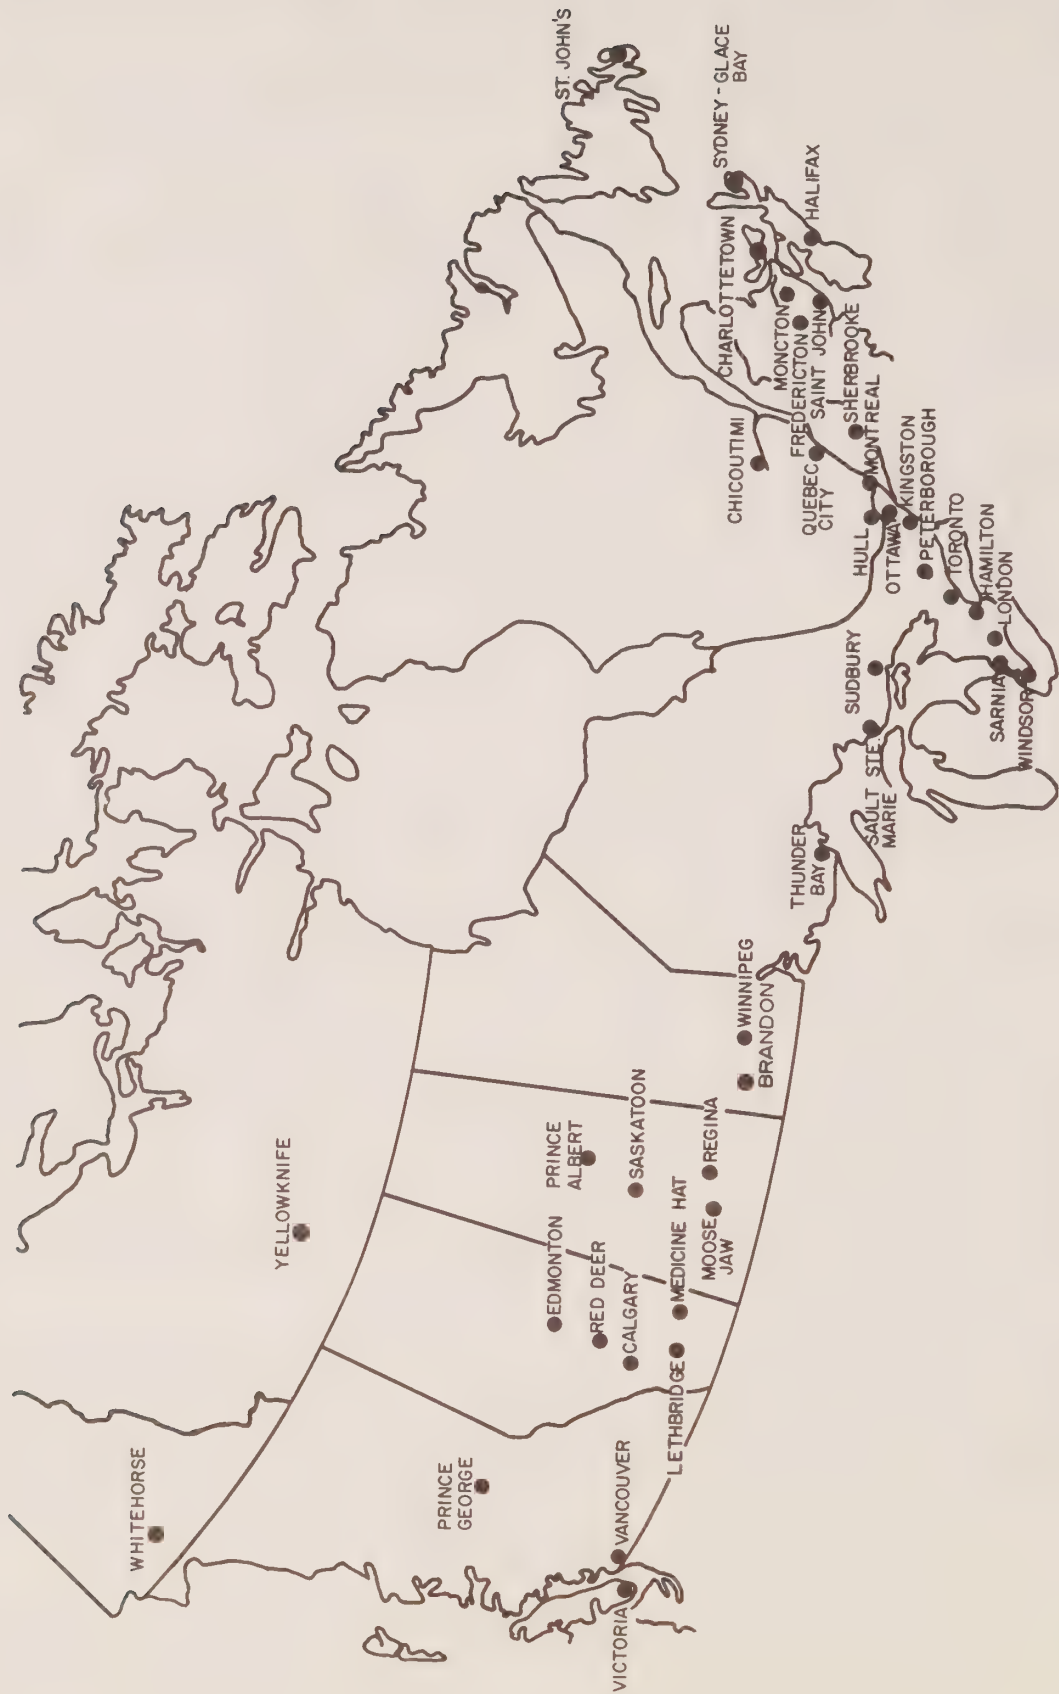 WHITEHORSE
YELLOWKNIFE
PRINCE
GEORGE
VICTORIA
VANCOUVER
EDMONTON
RED DEER
CALGARY
LETHBRIDGE
MEDICINE HAT
PRINCE
ALBERT
SASKATOON
MOOSE
JAW
REGINA
BRANDON
WINNIPEG
THUNDER
BAY
SAULT STE.
MARIE
SUDBURY
SARNIA
WINDSOR
LONDON
HAMILTON
TORONTO
PETERBOROUGH
KINGSTON
OTTAWA
HULL
MONTREAL
SHERBROOKE
QUEBEC
CITY
CHICOUTIMI
FREDERICTON
SAINT JOHN
MONCTON
CHARLOTTETOWN
HALIFAX
SYDNEY-GLACE
BAY
ST. JOHN'S